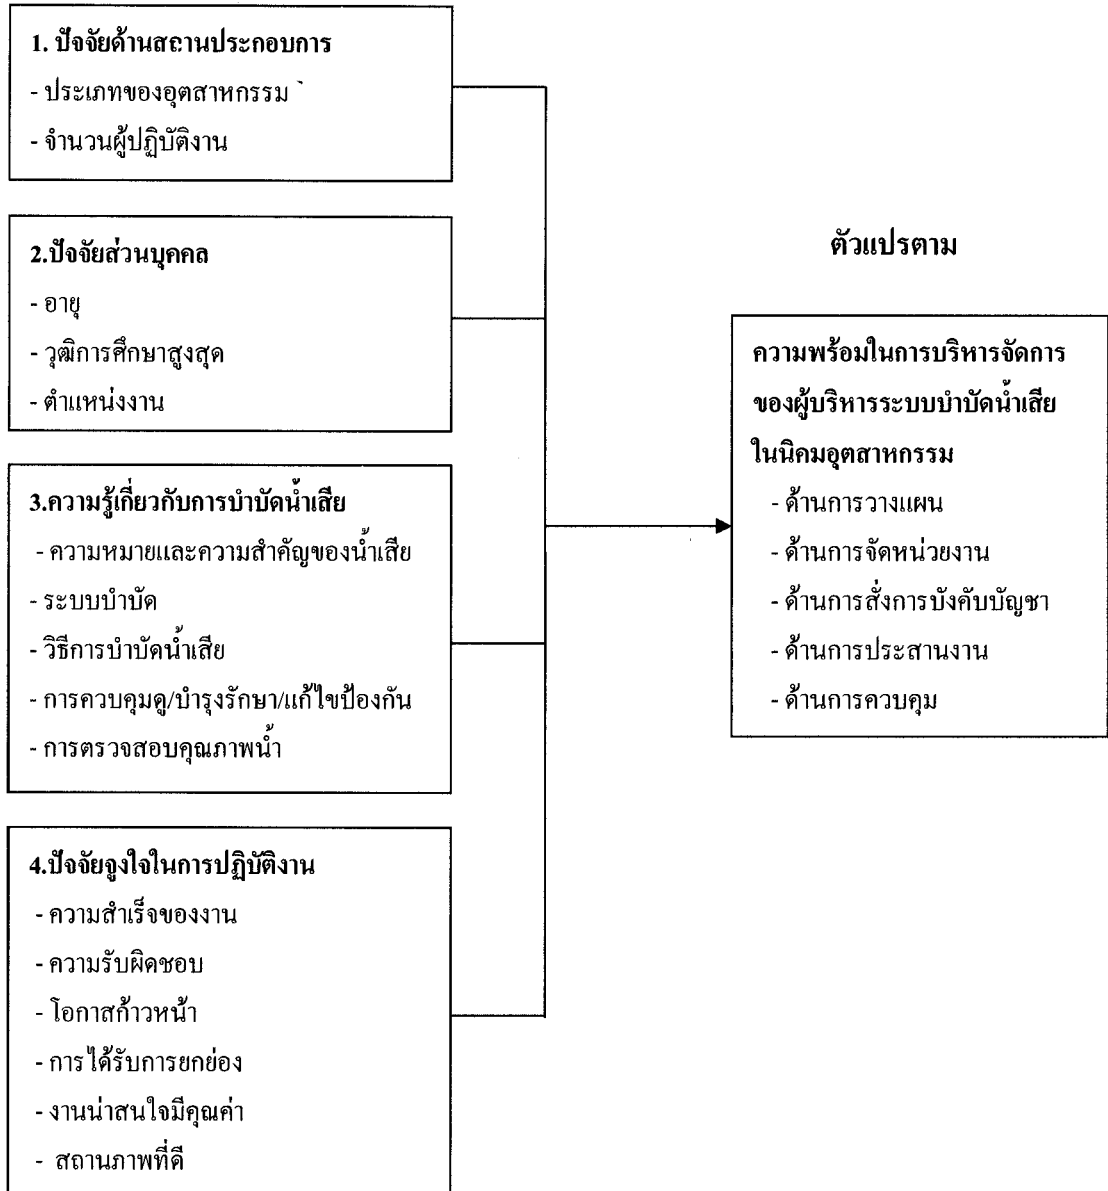 1. ปัจจัยด้านสถานประกอบการ
- ประเภทของอุตสาหกรรม
- จำนวนผู้ปฏิบัติงาน
2.ปัจจัยส่วนบุคคล
- อายุ
- วุฒิการศึกษาสูงสุด
- ตำแหน่งงาน
3.ความรู้เกี่ยวกับการบำบัดน้ำเสีย
- ความหมายและความสำคัญของน้ำเสีย
- ระบบบำบัด
- วิธีการบำบัดน้ำเสีย
- การควบคุมดู/บำรุงรักษา/แก้ไขป้องกัน
- การตรวจสอบคุณภาพน้ำ
4.ปัจจัยจูงใจในการปฏิบัติงาน
- ความสำเร็จของงาน
- ความรับผิดชอบ
- โอกาสก้าวหน้า
- การได้รับการยกย่อง
- งานน่าสนใจมีคุณค่า
- สถานภาพที่ดี
ตัวแปรตาม
ความพร้อมในการบริหารจัดการ
ของผู้บริหารระบบบำบัดน้ำเสีย
ในนิคมอุตสาหกรรม
- ด้านการวางแผน
- ด้านการจัดหน่วยงาน
- ด้านการสั่งการบังคับบัญชา
- ด้านการประสานงาน
- ด้านการควบคุม